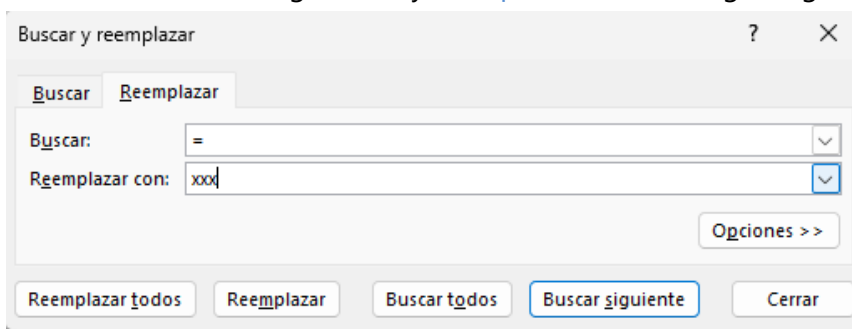 Buscar y reemplazar ?
Buscar Reemplazar
Buscar: =
Reemplazar con: xxx
Opciones >>
Reemplazar todos Reemplazar Buscar todos Buscar siguiente Cerrar